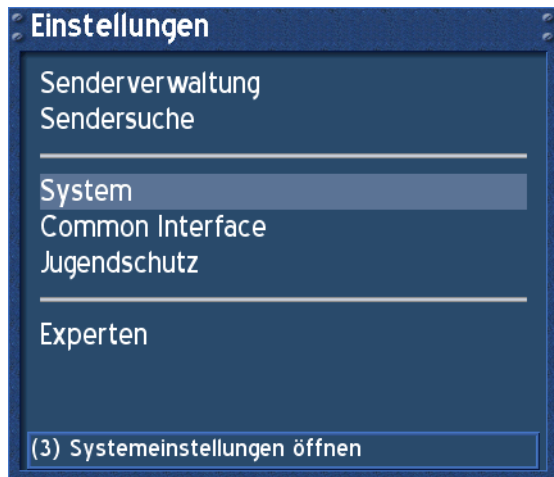 Einstellungen
Senderverwaltung
Sendersuche
System
Common Interface
Jugendschutz
Experten
(3) Systemeinstellungen öffnen